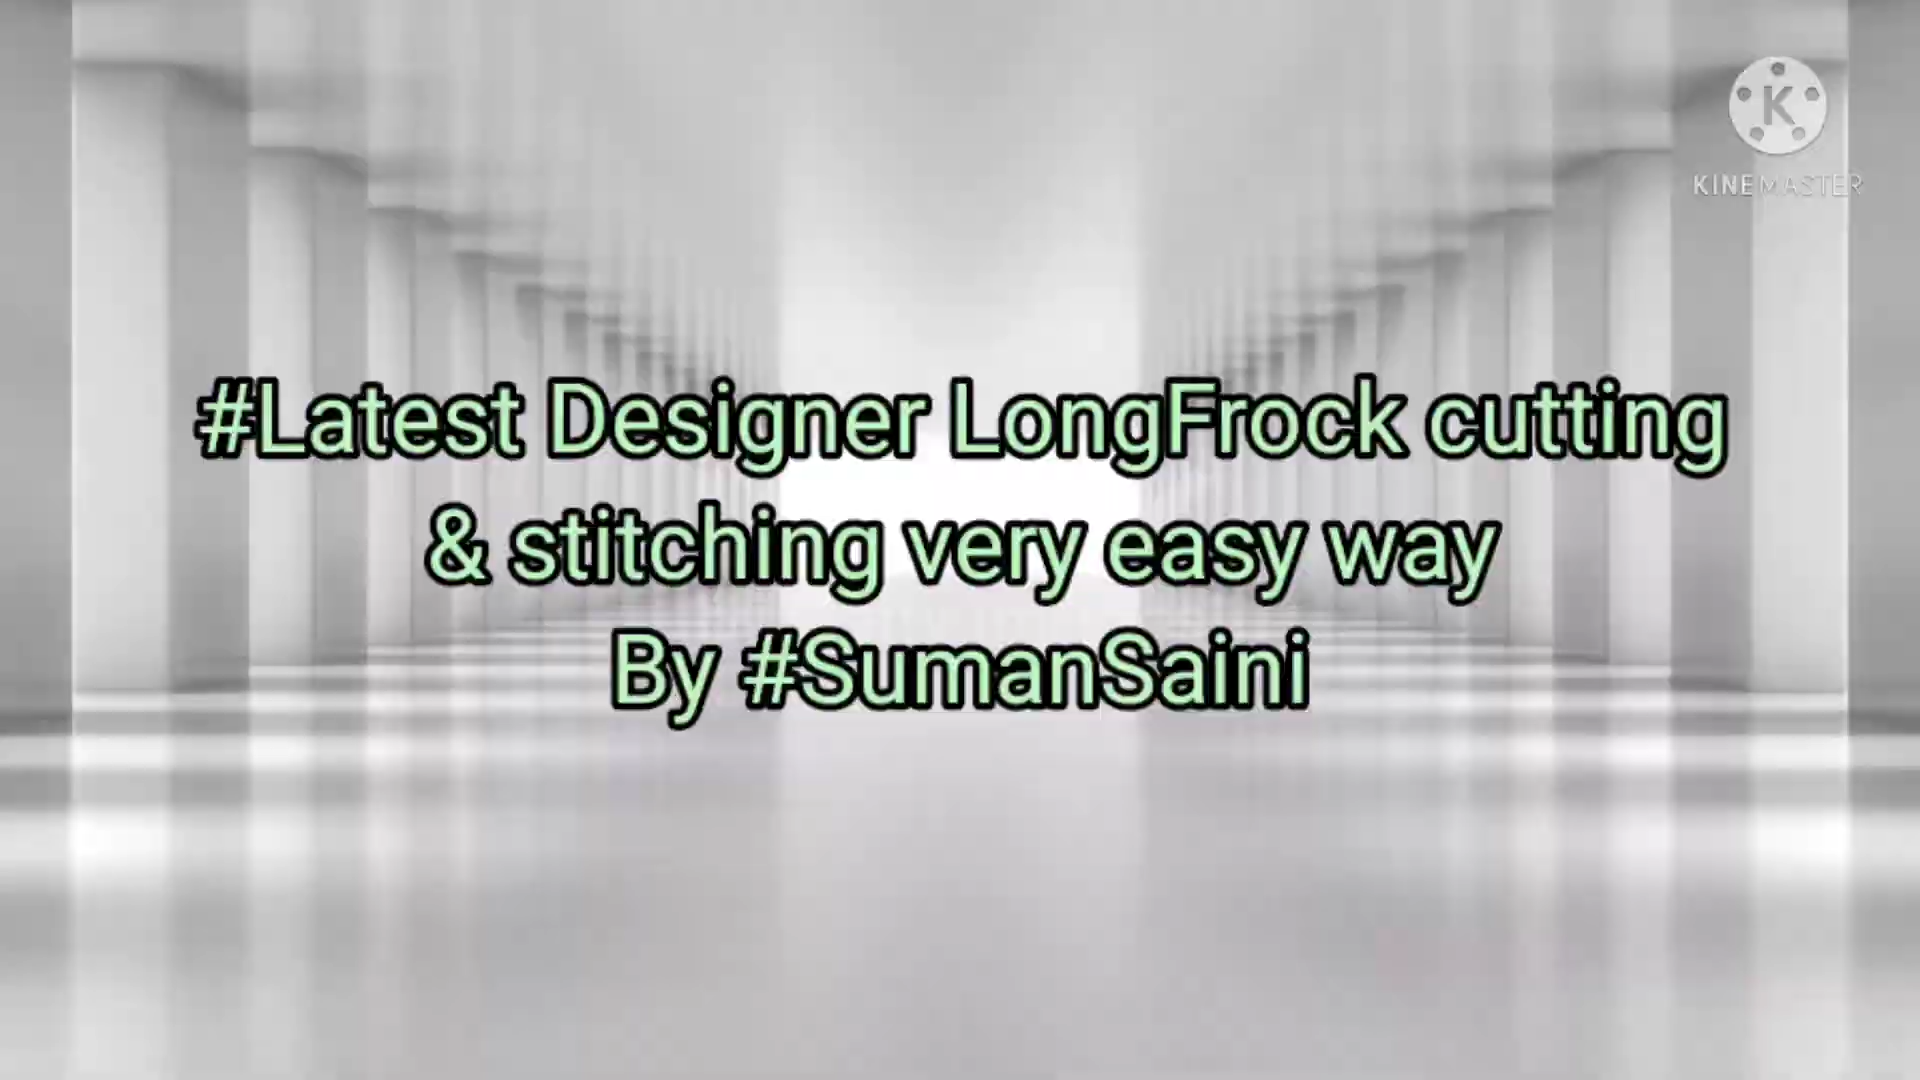 K
KINEMASTER
#Latest Designer LongFrock cutting
& stitching very easy way
By #SumanSaini